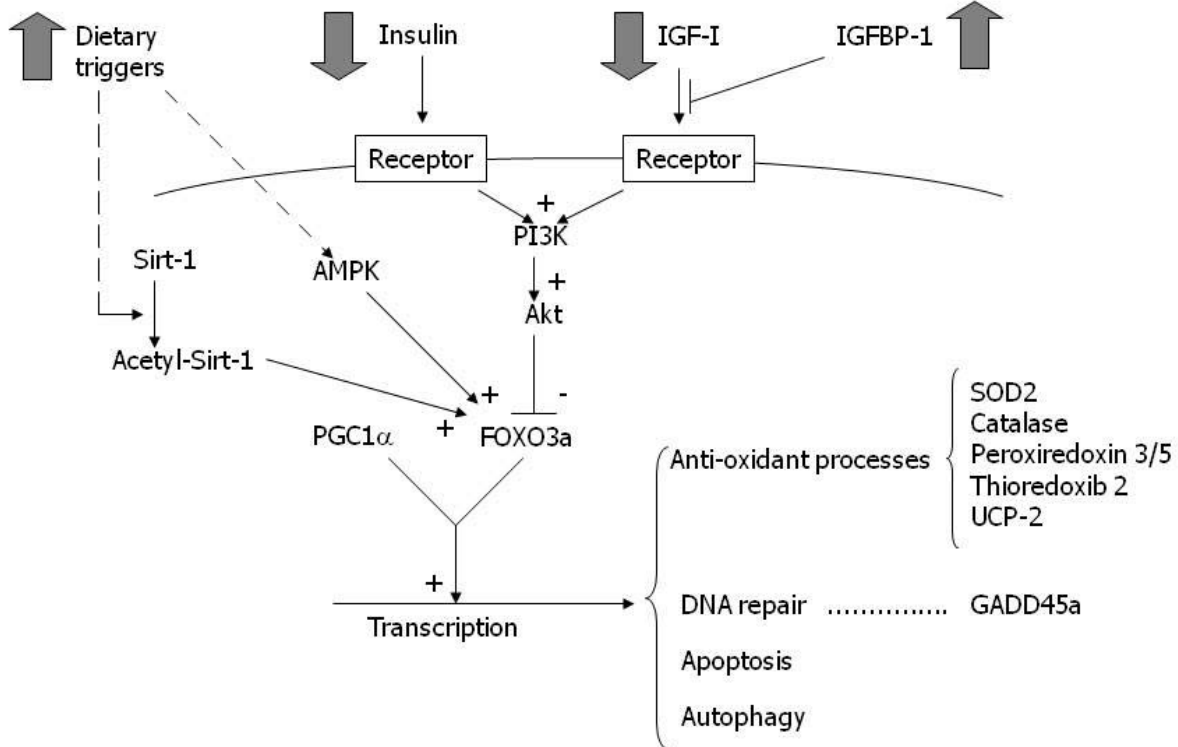 Dietary
triggers
Insulin
IGF-I
IGFBP-1
Receptor
Receptor
+
PI3K
+
Akt
Sirt-1
AMPK
Acetyl-Sirt-1
+
-
+
PGC1α
FOXO3a
+
Transcription
Anti-oxidant processes
SOD2
Catalase
Peroxiredoxin 3/5
Thioredoxib 2
UCP-2
DNA repair .............. GADD45a
Apoptosis
Autophagy